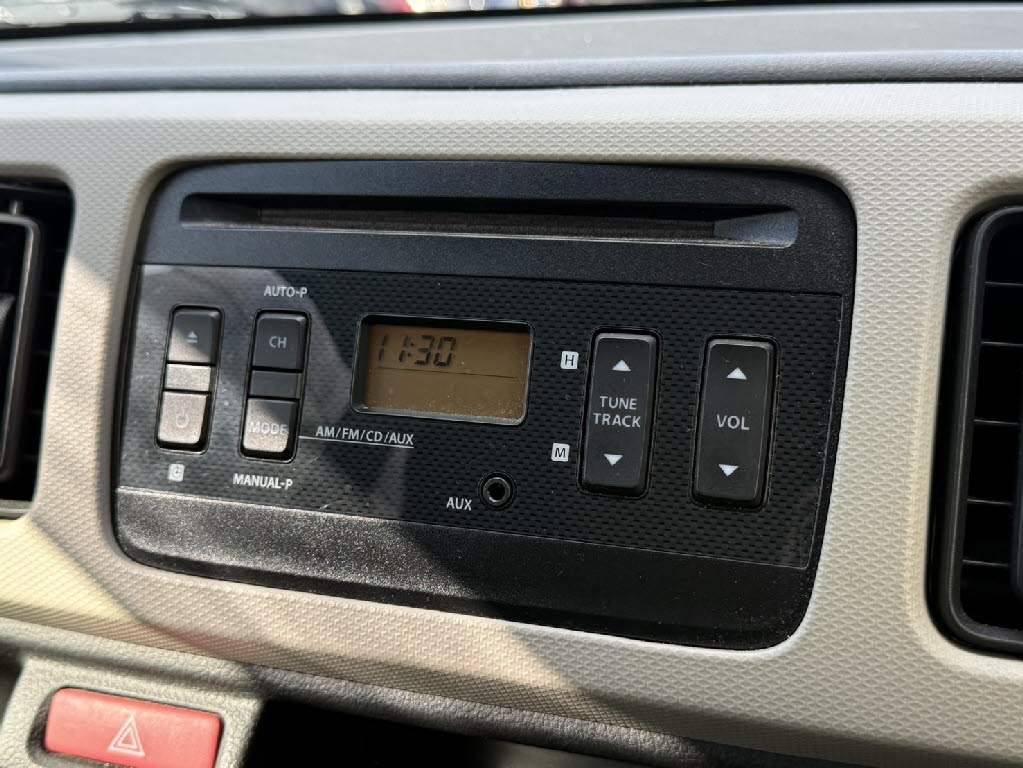 AUTO-P
CH
11:30
H
TUNE
TRACK
VOL
MODE
AM/FM/CD/AUX
M
MANUAL-P
AUX